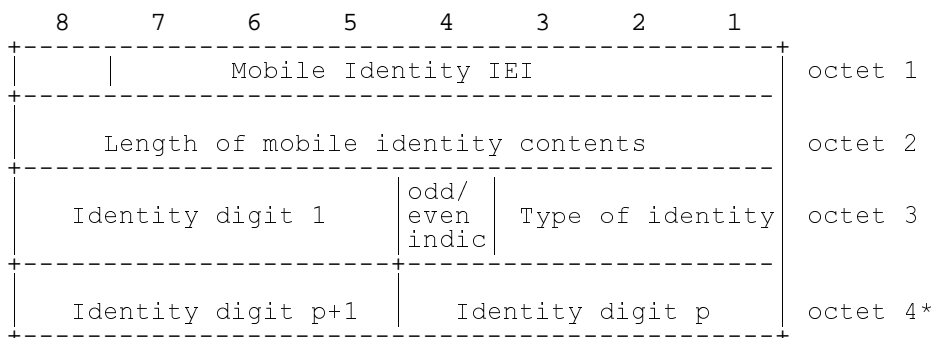 8 7 6 5 4 3 2 1
Mobile Identity IEI octet 1
Length of mobile identity contents octet 2
odd/
Identity digit 1 even Type of identity octet 3
indic
Identity digit p+1 Identity digit p octet 4*